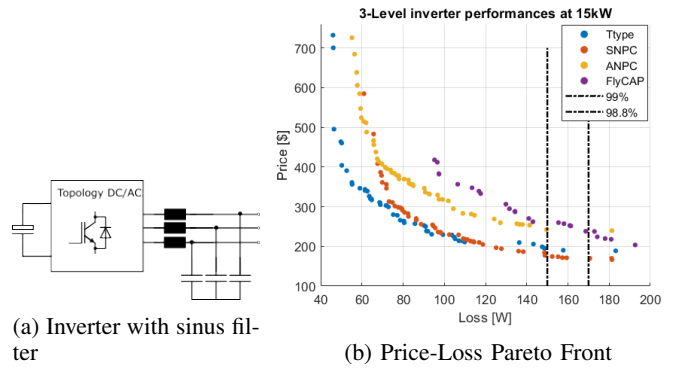 Topology DC/AC
(a) Inverter with sinus fil-
ter
3-Level inverter performances at 15kW
Price [$]
700
600
500
400
300
200
100
40
60
80
100
120
140
160
180
200
Loss [W]
Ttype
SNPC
ANPC
FlyCAP
99%
98.8%
(b) Price-Loss Pareto Front